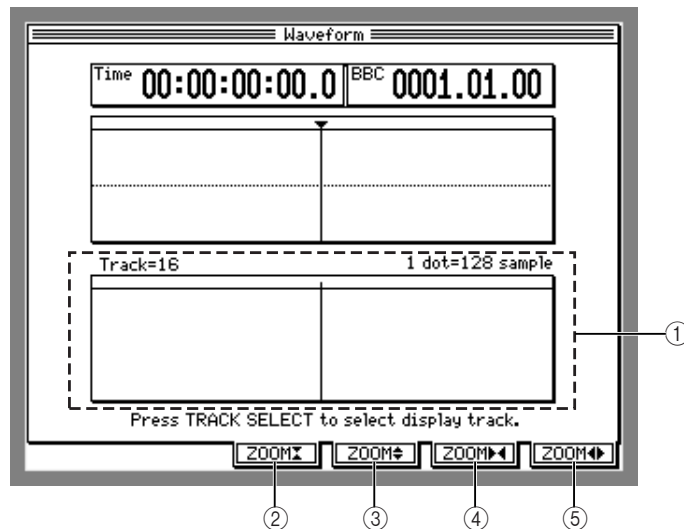 Waveform
Time 00:00:00:00.0 BBC 0001.01.00
Track=16 1 dot=128 sample
①
Press TRACK SELECT to select display track.
ZOOM ZOOM ZOOM ZOOM
② ③ ④ ⑤